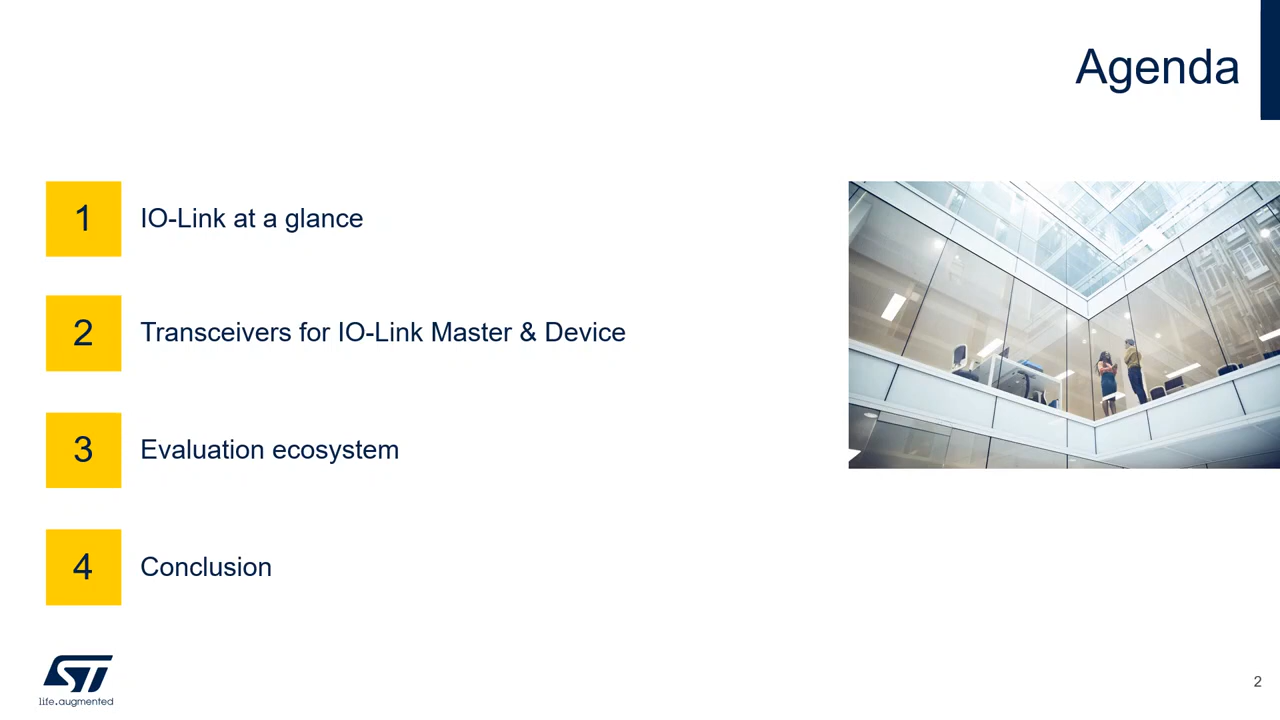 Agenda
1
IO-Link at a glance
2
Transceivers for IO-Link Master & Device
3
Evaluation ecosystem
4
Conclusion
ST
life.augmented
2